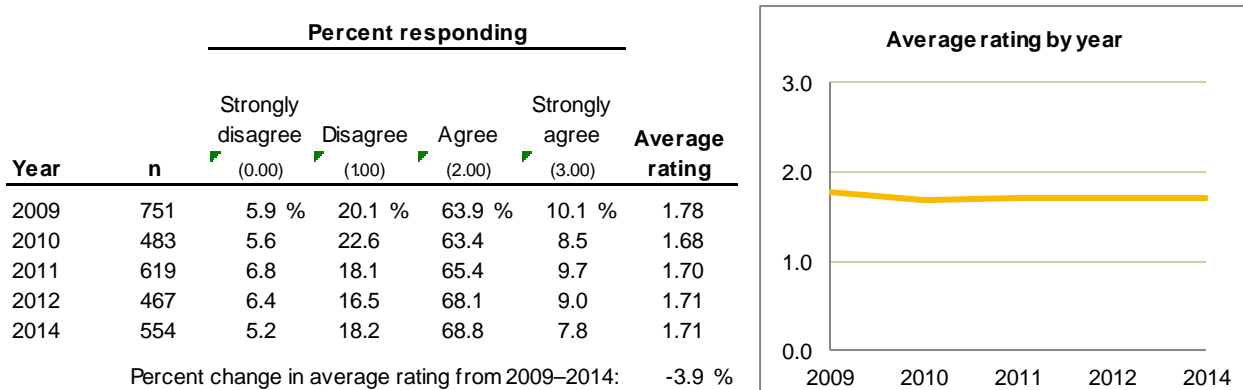 Percent responding
Strongly disagree (0.00)
Disagree (1.00)
Agree (2.00)
Strongly agree (3.00)
Average rating
Year n
2009 751 5.9 % 20.1 % 63.9 % 10.1 % 1.78
2010 483 5.6 22.6 63.4 8.5 1.68
2011 619 6.8 18.1 65.4 9.7 1.70
2012 467 6.4 16.5 68.1 9.0 1.71
2014 554 5.2 18.2 68.8 7.8 1.71
Percent change in average rating from 2009–2014: -3.9 %
Average rating by year
3.0
2.0
1.0
0.0
2009 2010 2011 2012 2014